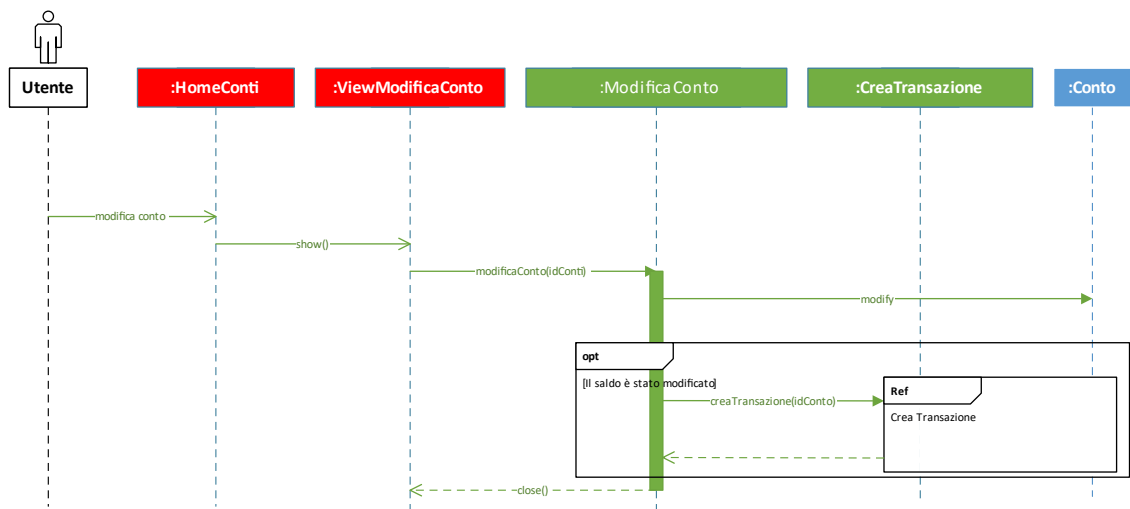 Utente
:HomeConti
:ViewModificaConto
:ModificaConto
:CreaTransazione
:Conto
modifica conto
show()
modificaConto(idConti)
modify
opt
[Il saldo è stato modificato]
Ref
creaTransazione(idConto)
Crea Transazione
close()